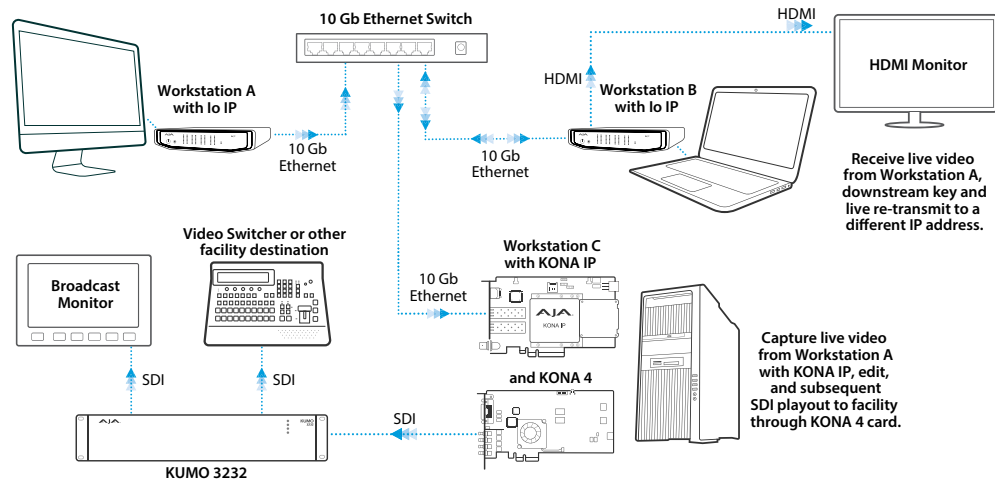 10 Gb Ethernet Switch
HDMI
HDMI Monitor
Workstation A
with Io IP
AJA
10 Gb
Ethernet
HDMI
Workstation B
with Io IP
AJA
10 Gb
Ethernet
Receive live video
from Workstation A,
downstream key and
live re-transmit to a
different IP address.
Video Switcher or other
facility destination
Broadcast
Monitor
10 Gb
Ethernet
Workstation C
with KONA IP
AJA
KONA IP
Capture live video
from Workstation A
with KONA IP, edit,
and subsequent
SDI playout to facility
through KONA 4 card.
and KONA 4
SDI
SDI
SDI
AJA
KUMO
3232
KUMO 3232